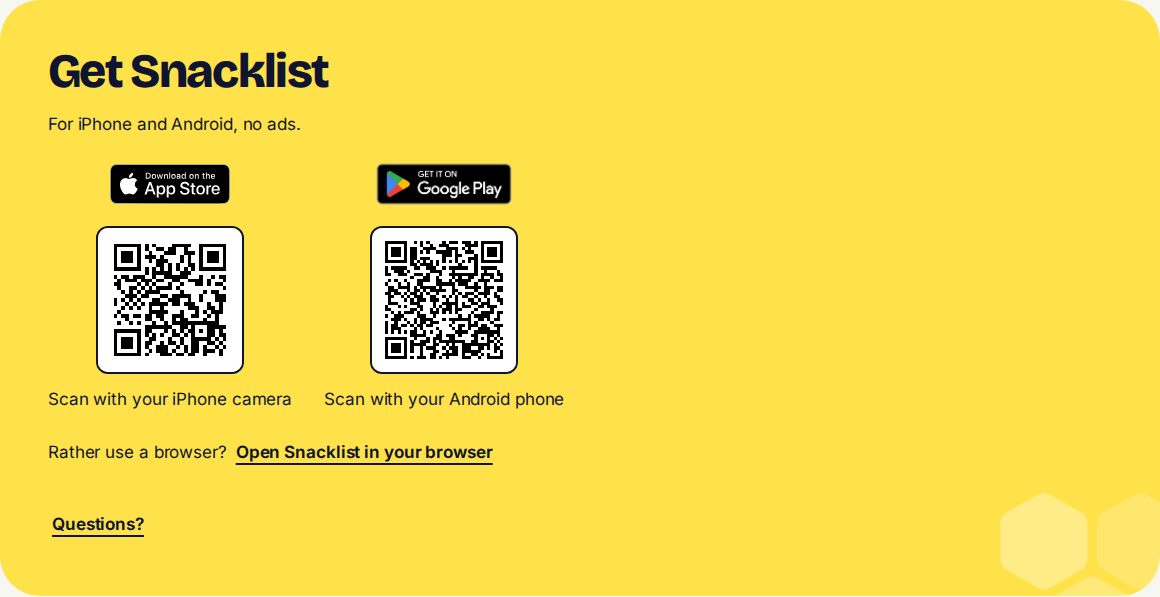 Get Snacklist
For iPhone and Android, no ads.
Download on the
App Store
GET IT ON
Google Play
Scan with your iPhone camera
Scan with your Android phone
Rather use a browser? Open Snacklist in your browser
Questions?